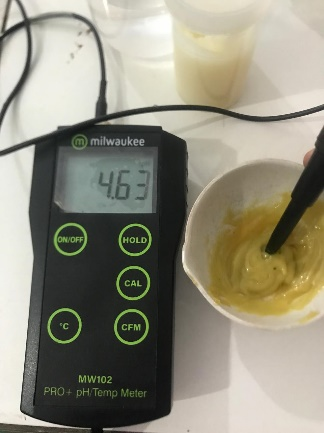 milwaukee
4.63
ON/OFF
HOLD
CAL
°C
CFM
MW102
PRO+ pH/Temp Meter